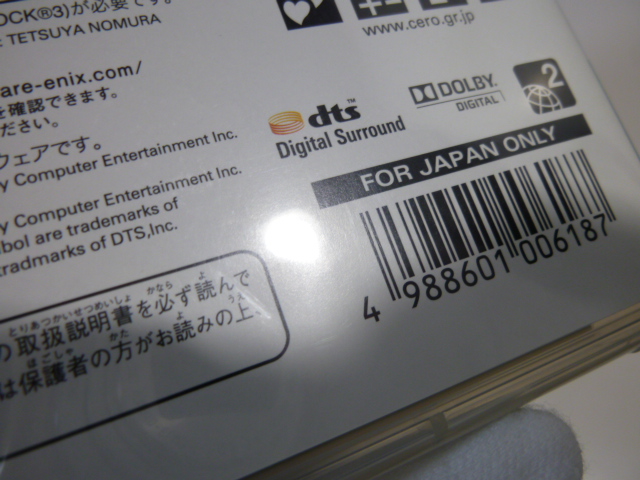 OCK®3)が必要です。
: TETSUYA NOMURA
are-enix.com/
を確認できます。
ださい。
ウェアです。
y Computer Entertainment Inc.
y Computer Entertainment Inc.
bol are trademarks of
tradmarks of DTS,Inc.
www.cero.gr.jp
dts™
Digital Surround
DOLBY
DIGITAL
2
FOR JAPAN ONLY
4 988601 006187
の取扱説明書を必ず読んで
は保護者の方がお読みの上、